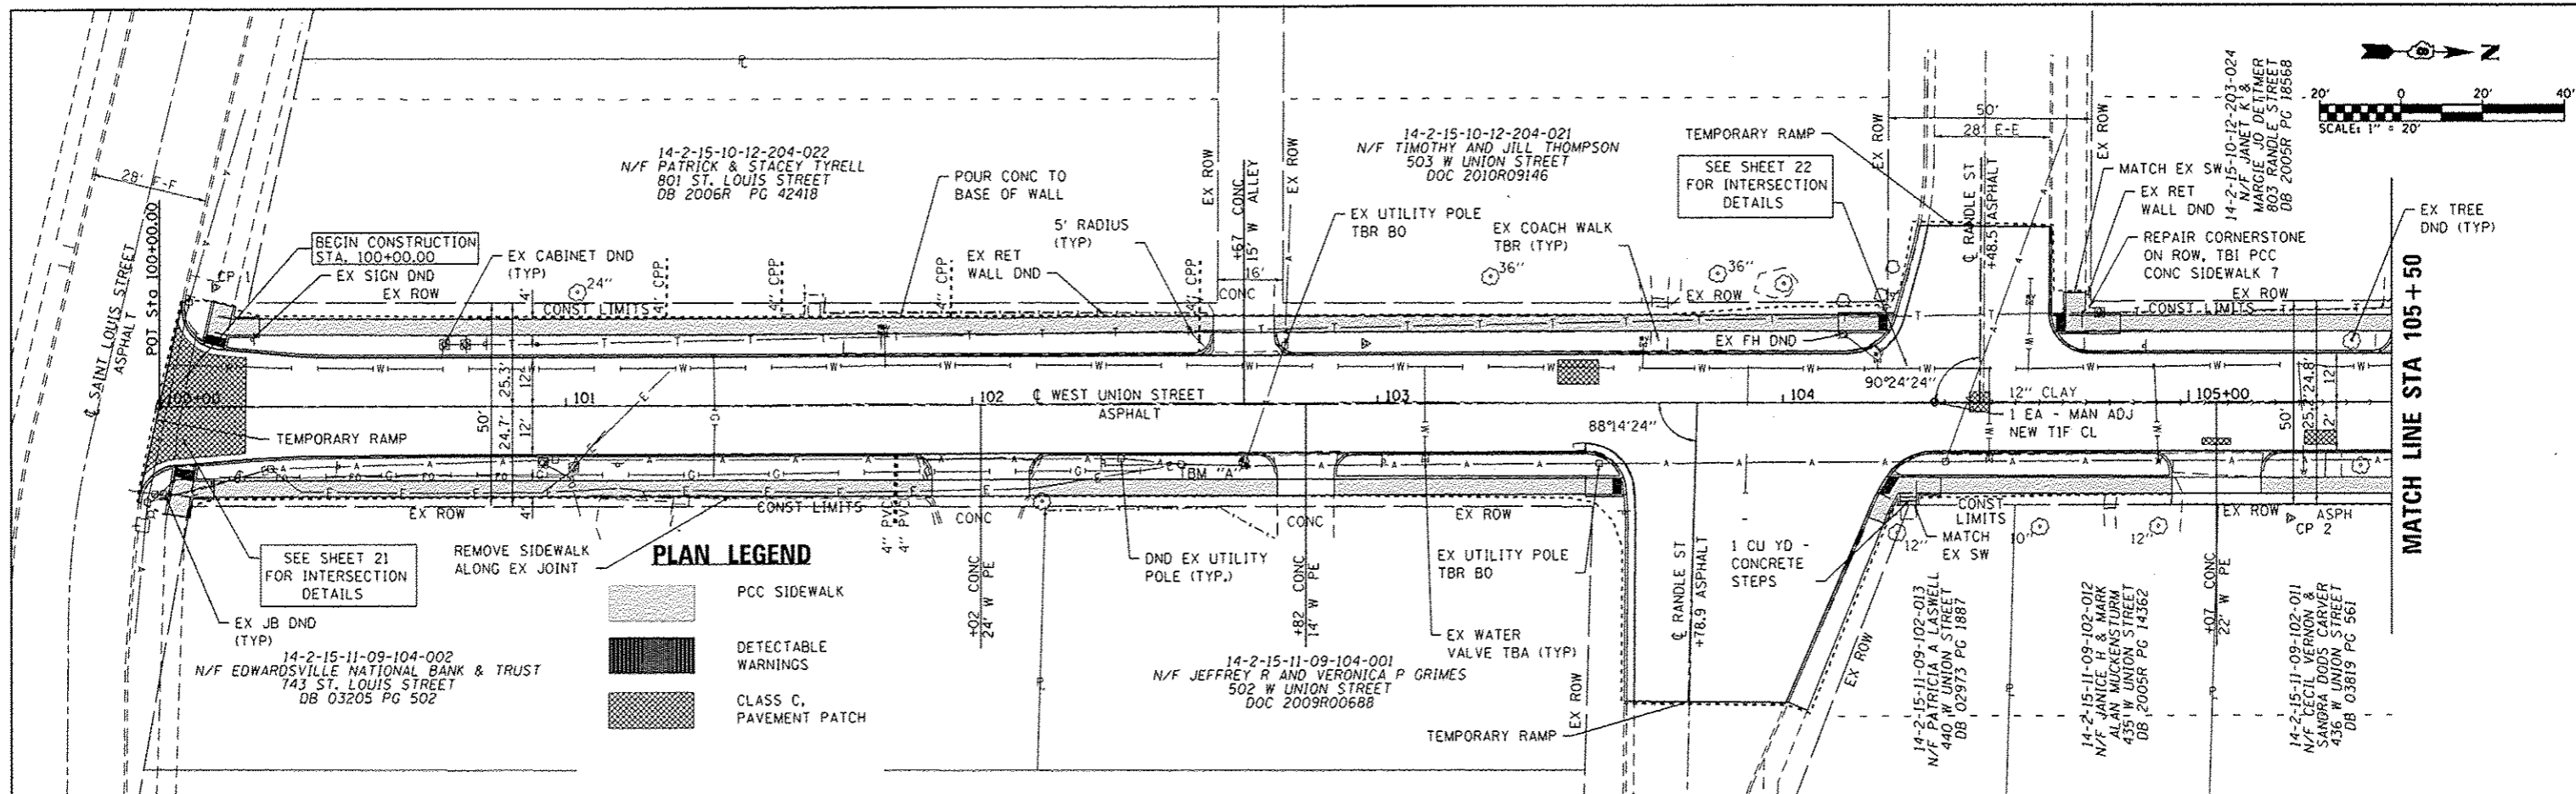 N
20' 0 20' 40'
SCALE: 1" = 20'
14-2-15-10-12-204-022
N/F PATRICK & STACEY TYRELL
801 ST. LOUIS STREET
DB 2006R PG 42418
POUR CONC TO
BASE OF WALL
EX ROW
+67 CONC
15' W ALLEY
EX ROW
14-2-15-10-12-204-021
N/F TIMOTHY AND JILL THOMPSON
503 W UNION STREET
DOC 2010R09146
TEMPORARY RAMP
SEE SHEET 22
FOR INTERSECTION
DETAILS
EX ROW
50'
28' E-E
EX ROW
₵ RANDLE ST
+48.5 ASPHALT
14-2-15-10-12-203-024
N/F JANET K &
MARGIE JO DETTMER
803 RANDLE STREET
DB 2005R PG 18568
MATCH EX SW
EX RET
WALL DND
REPAIR CORNERSTONE
ON ROW, TBI PCC
CONC SIDEWALK 7
EX ROW
CONST LIMITS
EX TREE
DND (TYP)
MATCH LINE STA 105+50
₵ SAINT LOUIS STREET
ASPHALT
POT Sta 100+00.00
BEGIN CONSTRUCTION
STA. 100+00.00
EX SIGN DND
CP 1
EX ROW
EX CABINET DND
(TYP)
24"
CONST LIMITS
4" CPP
4" CPP
4" CPP
4" CPP
EX RET
WALL DND
5' RADIUS
(TYP)
16'
CONC
EX UTILITY POLE
TBR BO
EX COACH WALK
TBR (TYP)
36"
36"
EX ROW
EX FH DND
4'
25.3'
12'
50'
24.7'
12'
4'
101
102
₵ WEST UNION STREET
ASPHALT
103
104
90°24'24"
12" CLAY
1 EA - MAN ADJ
NEW T1F CL
105+00
50'
24.8'
12'
12'
TEMPORARY RAMP
88°14'24"
TBM "A"
EX ROW
CONST LIMITS
4" PVC
4" PVC
CONC
CONC
EX ROW
SEE SHEET 21
FOR INTERSECTION
DETAILS
REMOVE SIDEWALK
ALONG EX JOINT
EX JB DND
(TYP)
14-2-15-11-09-104-002
N/F EDWARDSVILLE NATIONAL BANK & TRUST
743 ST. LOUIS STREET
DB 03205 PG 502
PLAN LEGEND
PCC SIDEWALK
DETECTABLE
WARNINGS
CLASS C,
PAVEMENT PATCH
+02 CONC
24' W PE
DND EX UTILITY
POLE (TYP.)
+82 CONC
14' W PE
EX UTILITY POLE
TBR BO
EX WATER
VALVE TBA (TYP)
14-2-15-11-09-104-001
N/F JEFFREY R AND VERONICA P GRIMES
502 W UNION STREET
DOC 2009R00688
EX ROW
TEMPORARY RAMP
₵ RANDLE ST
+78.9 ASPHALT
1 CU YD -
CONCRETE
STEPS
EX ROW
12"
CONST
LIMITS
MATCH
EX SW
10"
12"
EX ROW
ASPH
CP 2
14-2-15-11-09-102-013
N/F PATRICIA A LASWELL
440 W UNION STREET
DB 02973 PG 1887
14-2-15-11-09-102-012
N/F JANICE H & MARK
ALAN MUCKENSTURM
435 W UNION STREET
DB 2005R PG 14362
+07 CONC
22' W PE
14-2-15-11-09-102-011
N/F CECIL VERNON &
SANDRA DODS CARVER
436 W UNION STREET
DB 03819 PG 561